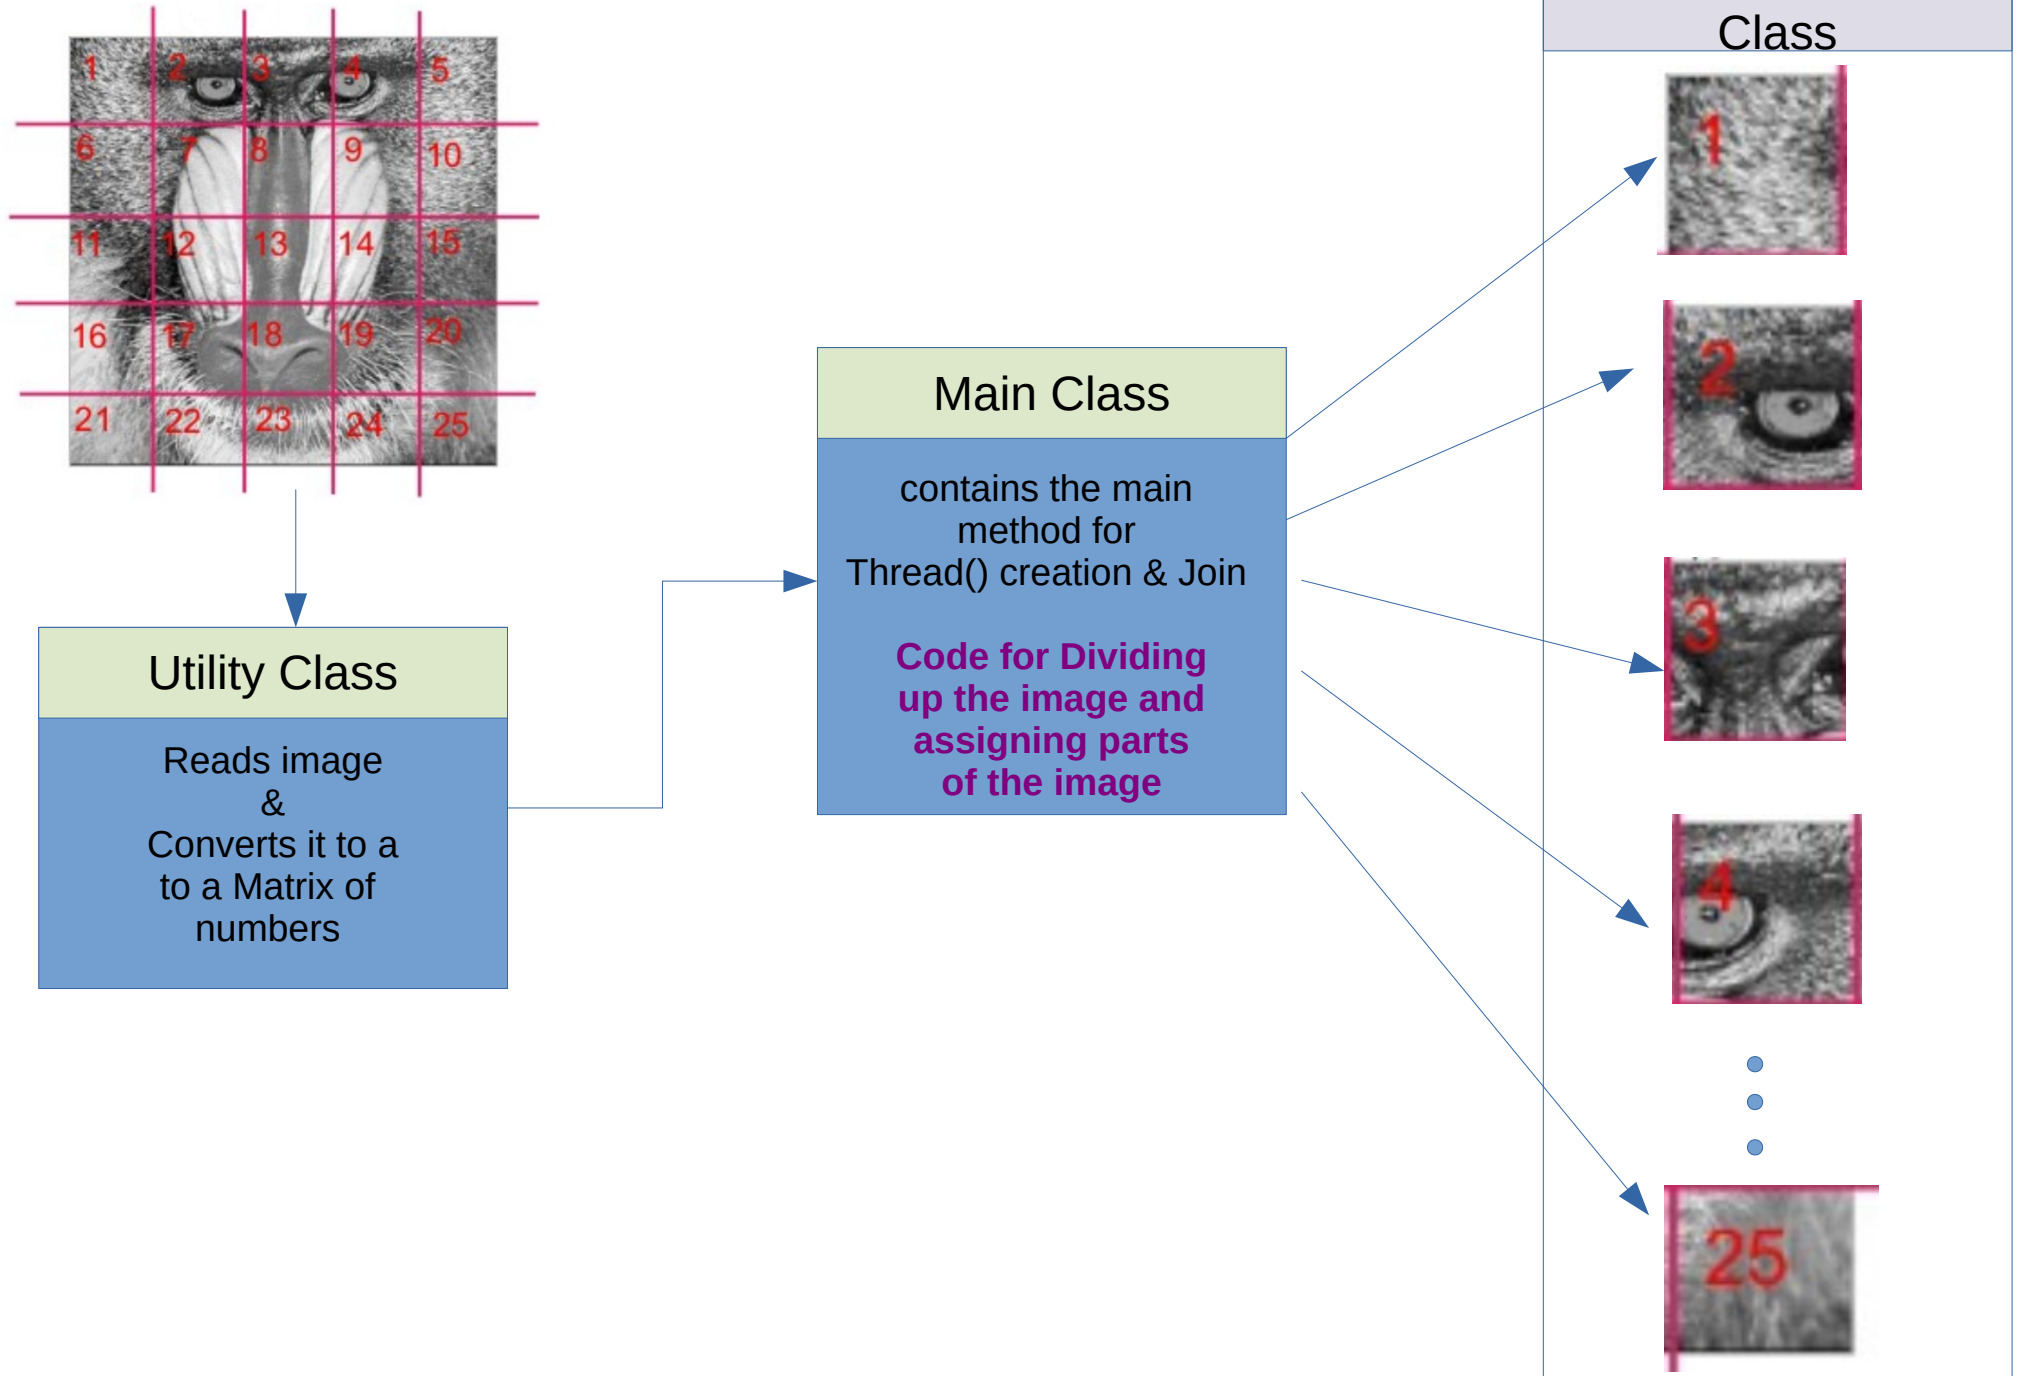 1 2 3 4 5
6 7 8 9 10
11 12 13 14 15
16 17 18 19 20
21 22 23 24 25
Utility Class
Reads image
&
Converts it to a
to a Matrix of
numbers
Main Class
contains the main
method for
Thread() creation & Join
Code for Dividing
up the image and
assigning parts
of the image
Class
1
2
3
4
25